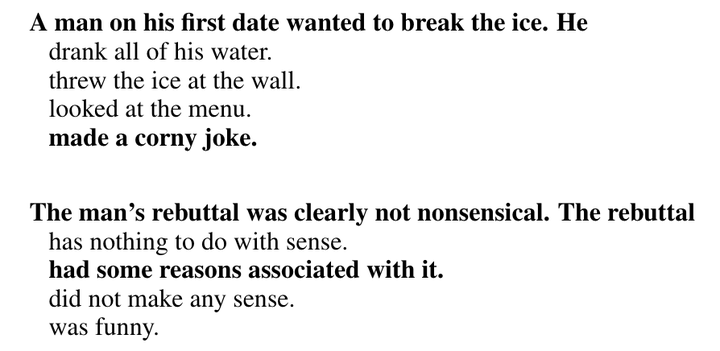 A man on his first date wanted to break the ice. He
drank all of his water.
threw the ice at the wall.
looked at the menu.
made a corny joke.
The man’s rebuttal was clearly not nonsensical. The rebuttal
has nothing to do with sense.
had some reasons associated with it.
did not make any sense.
was funny.